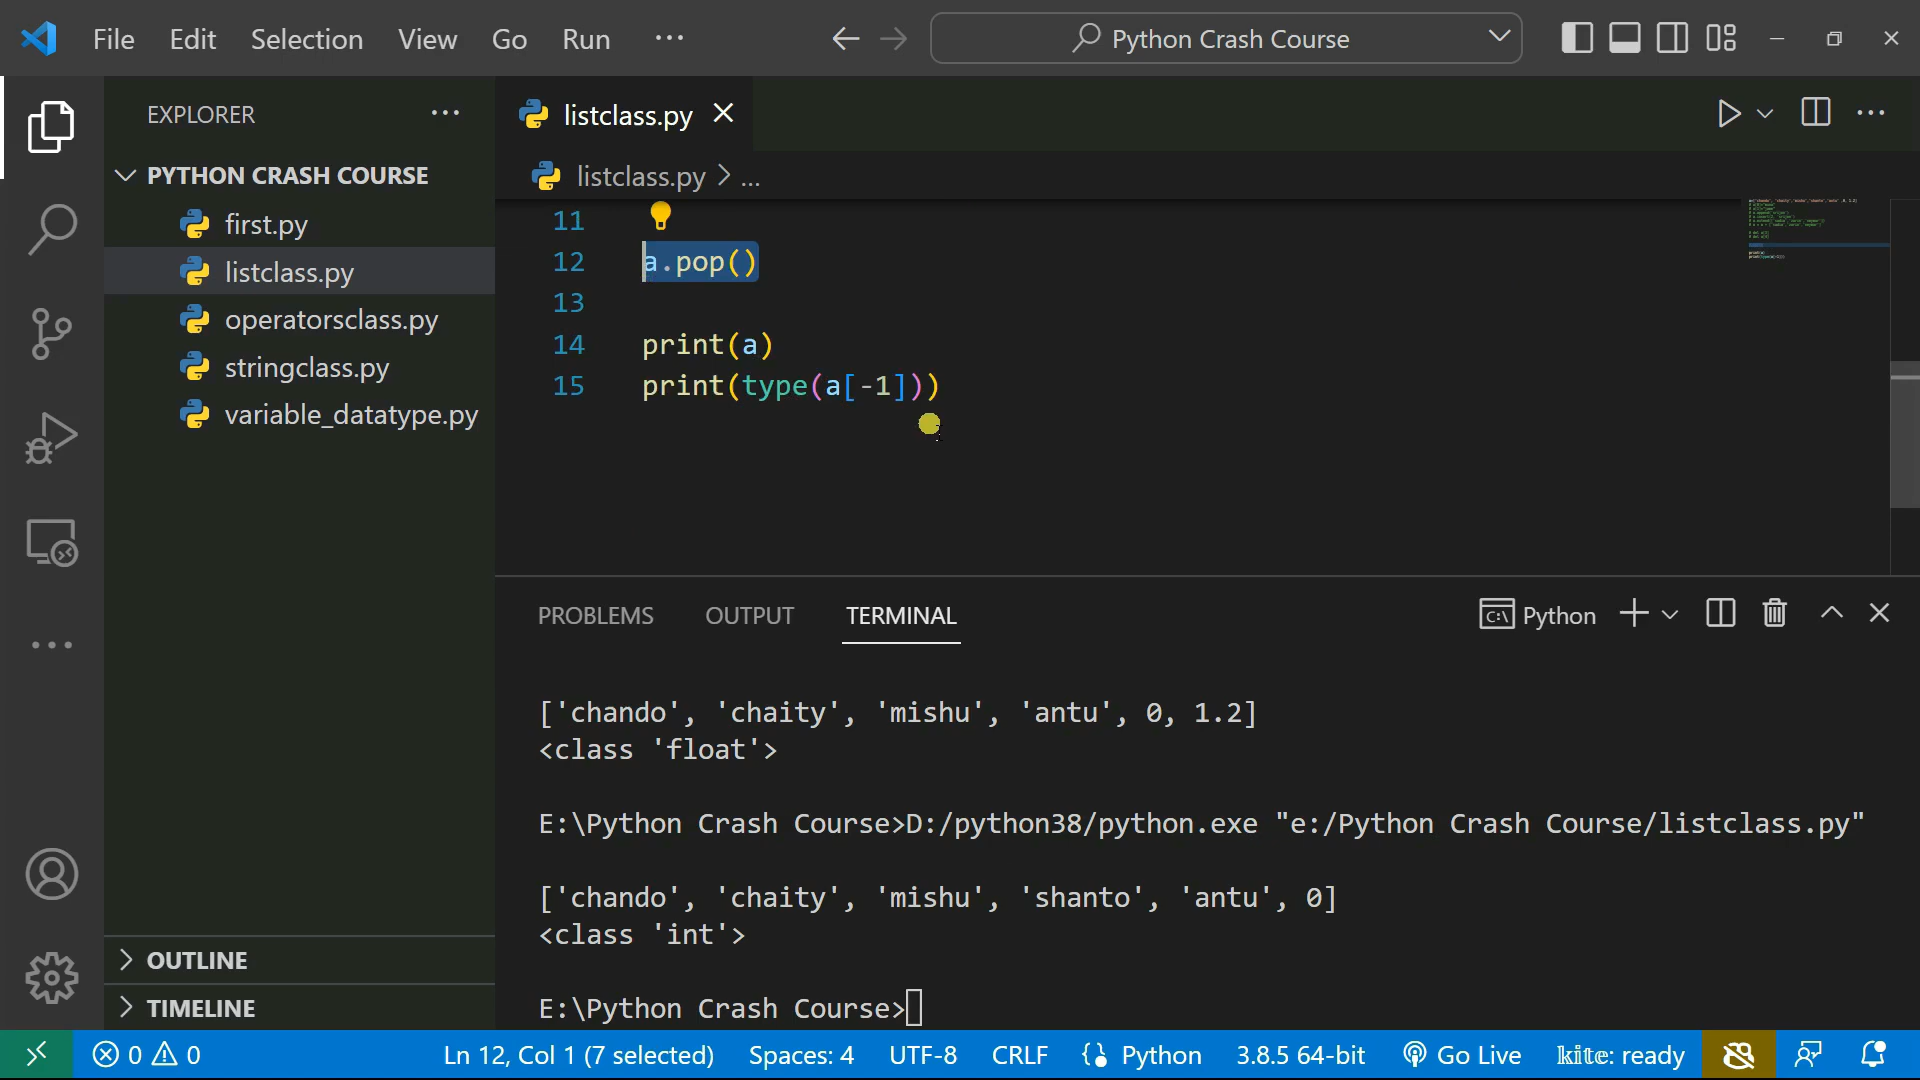 File Edit Selection View Go Run ...
Python Crash Course
EXPLORER
PYTHON CRASH COURSE
first.py
listclass.py
operatorsclass.py
stringclass.py
variable_datatype.py
OUTLINE
TIMELINE
listclass.py
listclass.py > ...
11
12 a.pop()
13
14 print(a)
15 print(type(a[-1]))
PROBLEMS OUTPUT TERMINAL
Python
['chando', 'chaity', 'mishu', 'antu', 0, 1.2]
<class 'float'>
E:\Python Crash Course>D:/python38/python.exe "e:/Python Crash Course/listclass.py"
['chando', 'chaity', 'mishu', 'shanto', 'antu', 0]
<class 'int'>
E:\Python Crash Course>
0 0 Ln 12, Col 1 (7 selected) Spaces: 4 UTF-8 CRLF Python 3.8.5 64-bit Go Live kite: ready